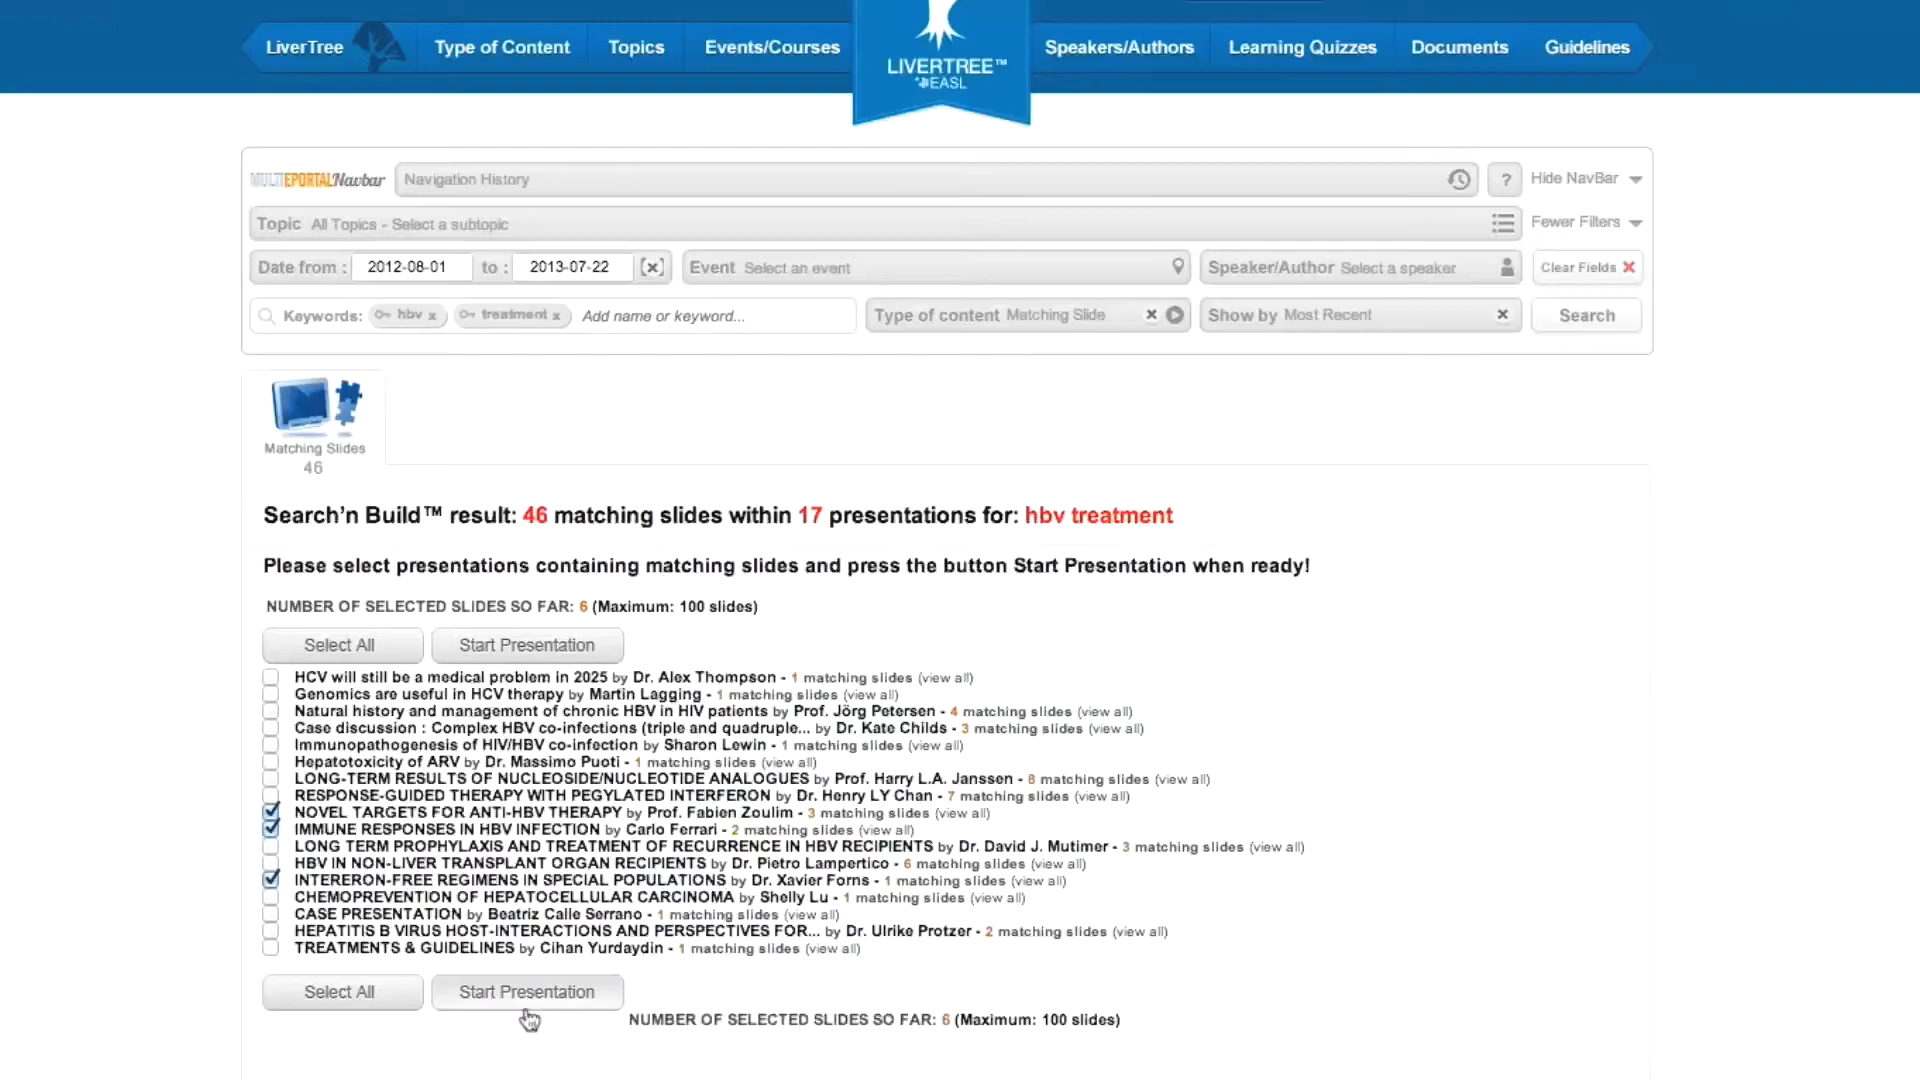 LiverTree
Type of Content
Topics
Events/Courses
LIVERTREE™
EASL
Speakers/Authors
Learning Quizzes
Documents
Guidelines
MULTIEPORTALNavbar Navigation History ? Hide NavBar
Topic All Topics - Select a subtopic Fewer Filters
Date from : 2012-08-01 to : 2013-07-22 [x] Event Select an event Speaker/Author Select a speaker Clear Fields X
Keywords: hbv x treatment x Add name or keyword... Type of content Matching Slide x Show by Most Recent x Search
Matching Slides
46
Search'n Build™ result: 46 matching slides within 17 presentations for: hbv treatment
Please select presentations containing matching slides and press the button Start Presentation when ready!
NUMBER OF SELECTED SLIDES SO FAR: 6 (Maximum: 100 slides)
Select All Start Presentation
HCV will still be a medical problem in 2025 by Dr. Alex Thompson - 1 matching slides (view all)
Genomics are useful in HCV therapy by Martin Lagging - 1 matching slides (view all)
Natural history and management of chronic HBV in HIV patients by Prof. Jörg Petersen - 4 matching slides (view all)
Case discussion : Complex HBV co-infections (triple and quadruple... by Dr. Kate Childs - 3 matching slides (view all)
Immunopathogenesis of HIV/HBV co-infection by Sharon Lewin - 1 matching slides (view all)
Hepatotoxicity of ARV by Dr. Massimo Puoti - 1 matching slides (view all)
LONG-TERM RESULTS OF NUCLEOSIDE/NUCLEOTIDE ANALOGUES by Prof. Harry L.A. Janssen - 8 matching slides (view all)
RESPONSE-GUIDED THERAPY WITH PEGYLATED INTERFERON by Dr. Henry LY Chan - 7 matching slides (view all)
NOVEL TARGETS FOR ANTI-HBV THERAPY by Prof. Fabien Zoulim - 3 matching slides (view all)
IMMUNE RESPONSES IN HBV INFECTION by Carlo Ferrari - 2 matching slides (view all)
LONG TERM PROPHYLAXIS AND TREATMENT OF RECURRENCE IN HBV RECIPIENTS by Dr. David J. Mutimer - 3 matching slides (view all)
HBV IN NON-LIVER TRANSPLANT ORGAN RECIPIENTS by Dr. Pietro Lampertico - 6 matching slides (view all)
INTERERON-FREE REGIMENS IN SPECIAL POPULATIONS by Dr. Xavier Forns - 1 matching slides (view all)
CHEMOPREVENTION OF HEPATOCELLULAR CARCINOMA by Shelly Lu - 1 matching slides (view all)
CASE PRESENTATION by Beatriz Calle Serrano - 1 matching slides (view all)
HEPATITIS B VIRUS HOST-INTERACTIONS AND PERSPECTIVES FOR... by Dr. Ulrike Protzer - 2 matching slides (view all)
TREATMENTS & GUIDELINES by Cihan Yurdaydin - 1 matching slides (view all)
Select All Start Presentation
NUMBER OF SELECTED SLIDES SO FAR: 6 (Maximum: 100 slides)